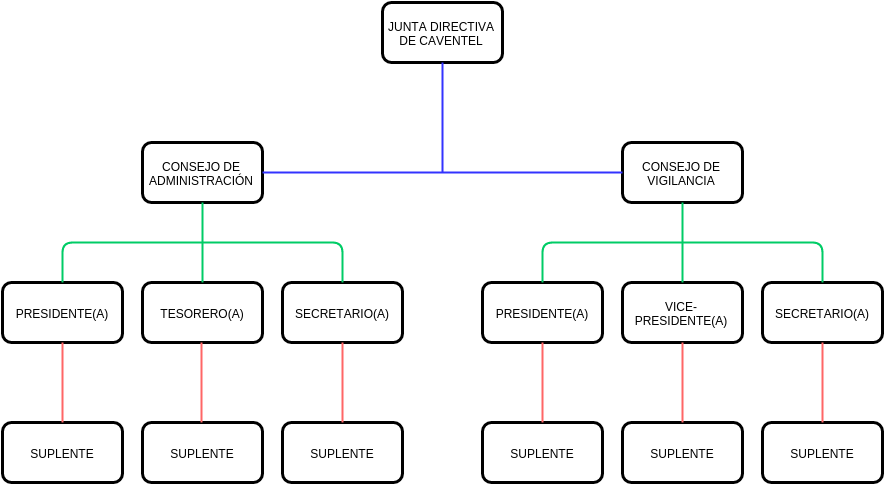 JUNTA DIRECTIVA
DE CAVENTEL
CONSEJO DE
ADMINISTRACIÓN
CONSEJO DE
VIGILANCIA
PRESIDENTE(A)
TESORERO(A)
SECRETARIO(A)
PRESIDENTE(A)
VICE-
PRESIDENTE(A)
SECRETARIO(A)
SUPLENTE
SUPLENTE
SUPLENTE
SUPLENTE
SUPLENTE
SUPLENTE